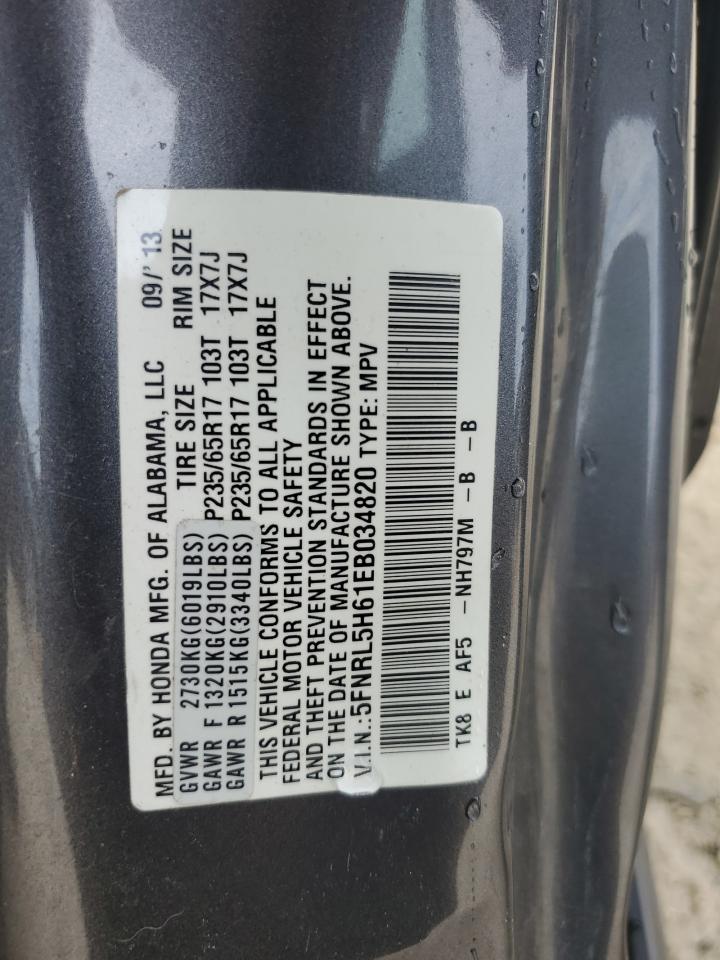 MFD. BY HONDA MFG. OF ALABAMA, LLC 09/'13
GVWR 2730KG(6019LBS) TIRE SIZE RIM SIZE
GAWR F 1320KG(2910LBS) P235/65R17 103T 17X7J
GAWR R 1515KG(3340LBS) P235/65R17 103T 17X7J
THIS VEHICLE CONFORMS TO ALL APPLICABLE
FEDERAL MOTOR VEHICLE SAFETY
AND THEFT PREVENTION STANDARDS IN EFFECT
ON THE DATE OF MANUFACTURE SHOWN ABOVE.
V.I.N.:5FNRL5H61EB034820 TYPE: MPV
TK8 E AF5 -NH797M -B -B